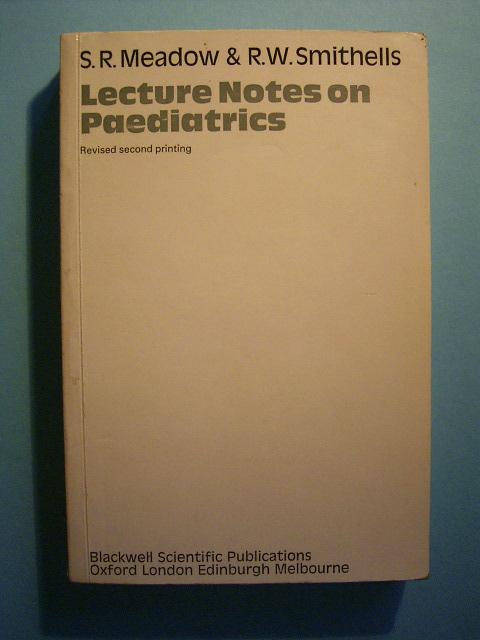 S.R. Meadow & R.W. Smithells
Lecture Notes on
Paediatrics
Revised second printing
Blackwell Scientific Publications
Oxford London Edinburgh Melbourne